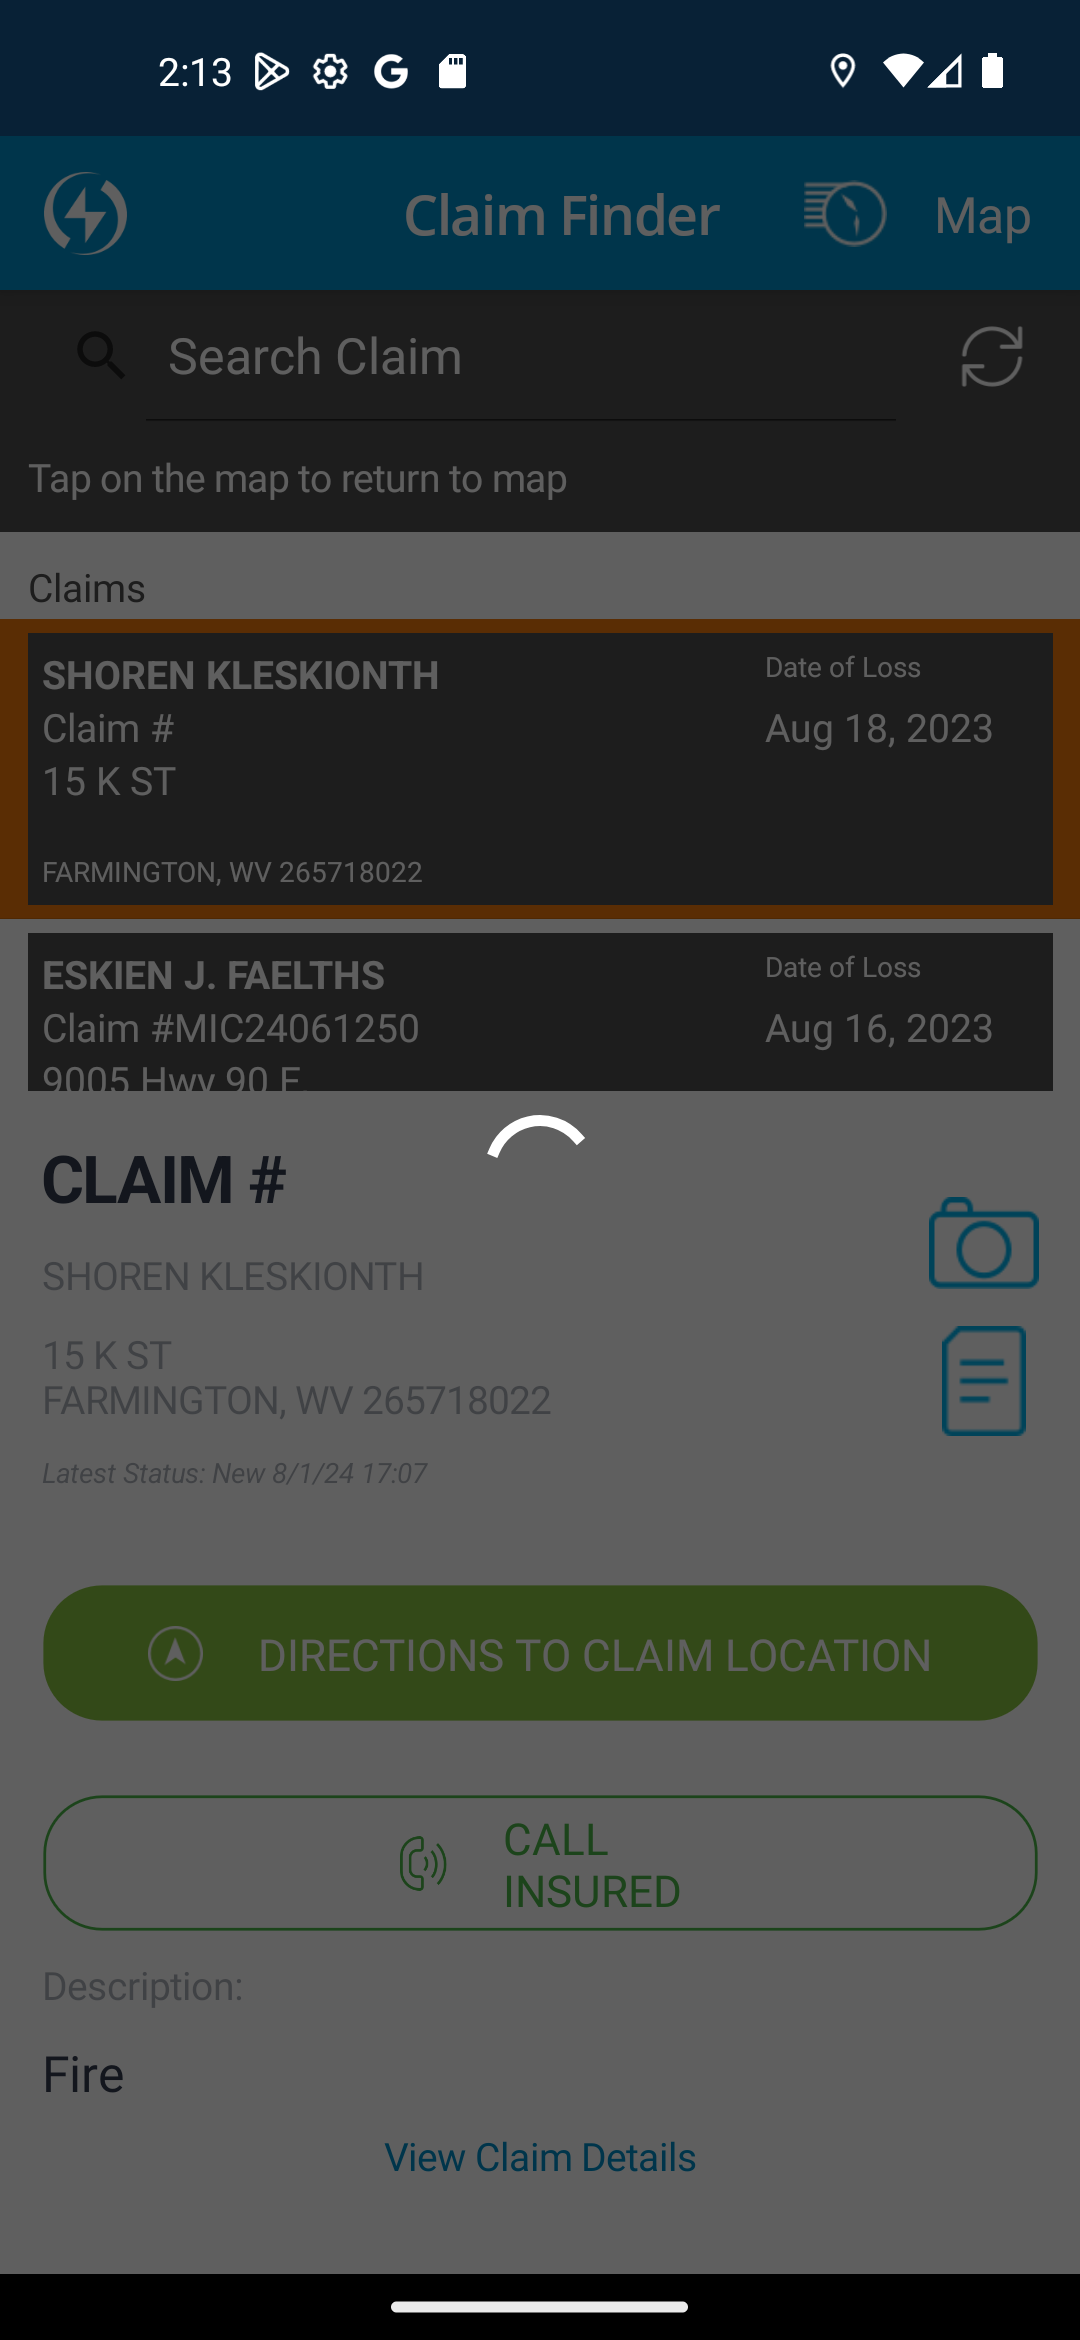 2:13
Claim Finder
Map
Search Claim
Tap on the map to return to map
Claims
SHOREN KLESKIONTH
Date of Loss
Claim #
Aug 18, 2023
15 K ST
FARMINGTON, WV 265718022
ESKIEN J. FAELTHS
Date of Loss
Claim #MIC24061250
Aug 16, 2023
9005 Hwy 90 E
CLAIM #
SHOREN KLESKIONTH
15 K ST
FARMINGTON, WV 265718022
Latest Status: New 8/1/24 17:07
DIRECTIONS TO CLAIM LOCATION
CALL
INSURED
Description:
Fire
View Claim Details